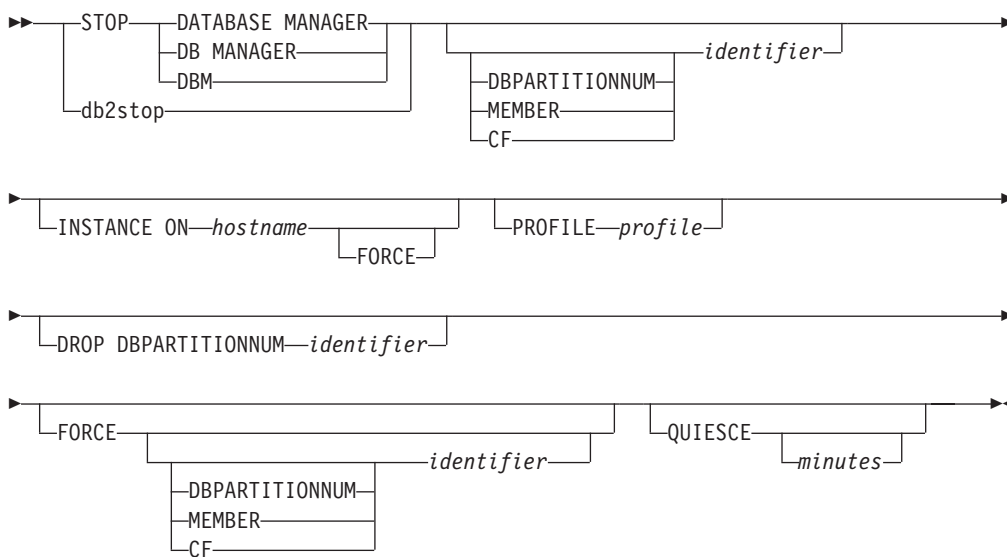 STOP DATABASE MANAGER
DB MANAGER
DBM
db2stop
identifier
DBPARTITIONNUM
MEMBER
CF
INSTANCE ON hostname
FORCE
PROFILE profile
DROP DBPARTITIONNUM identifier
FORCE
identifier
DBPARTITIONNUM
MEMBER
CF
QUIESCE
minutes